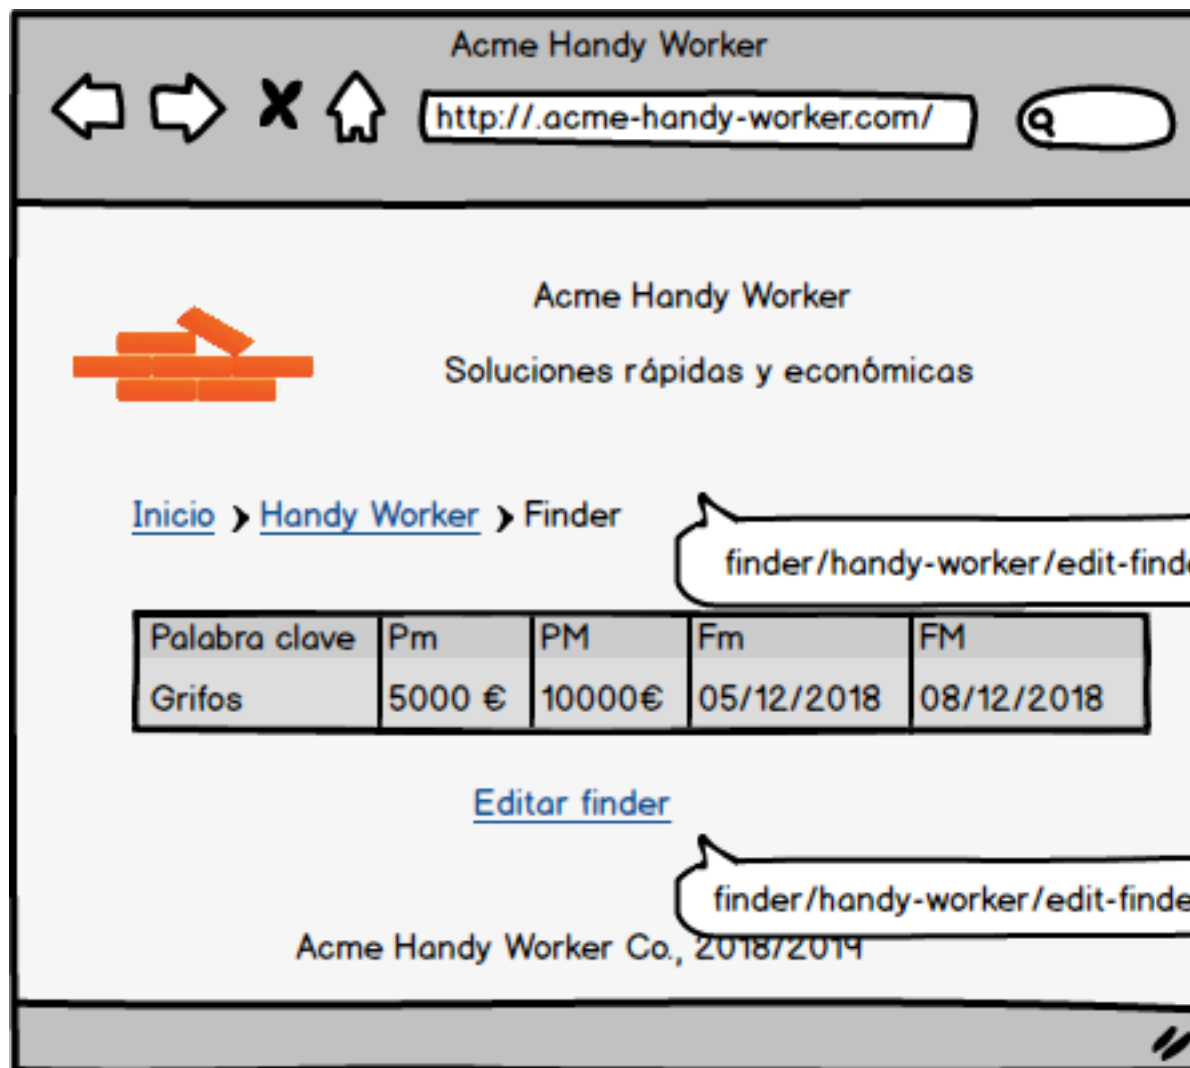 Acme Handy Worker
http://.acme-handy-worker.com/
Acme Handy Worker
Soluciones rápidas y económicas
Inicio Handy Worker Finder
finder/handy-worker/edit-finde
Palabra clave Pm PM Fm FM
Grifos 5000 € 10000€ 05/12/2018 08/12/2018
Editar finder
finder/handy-worker/edit-finde
Acme Handy Worker Co., 2018/2019